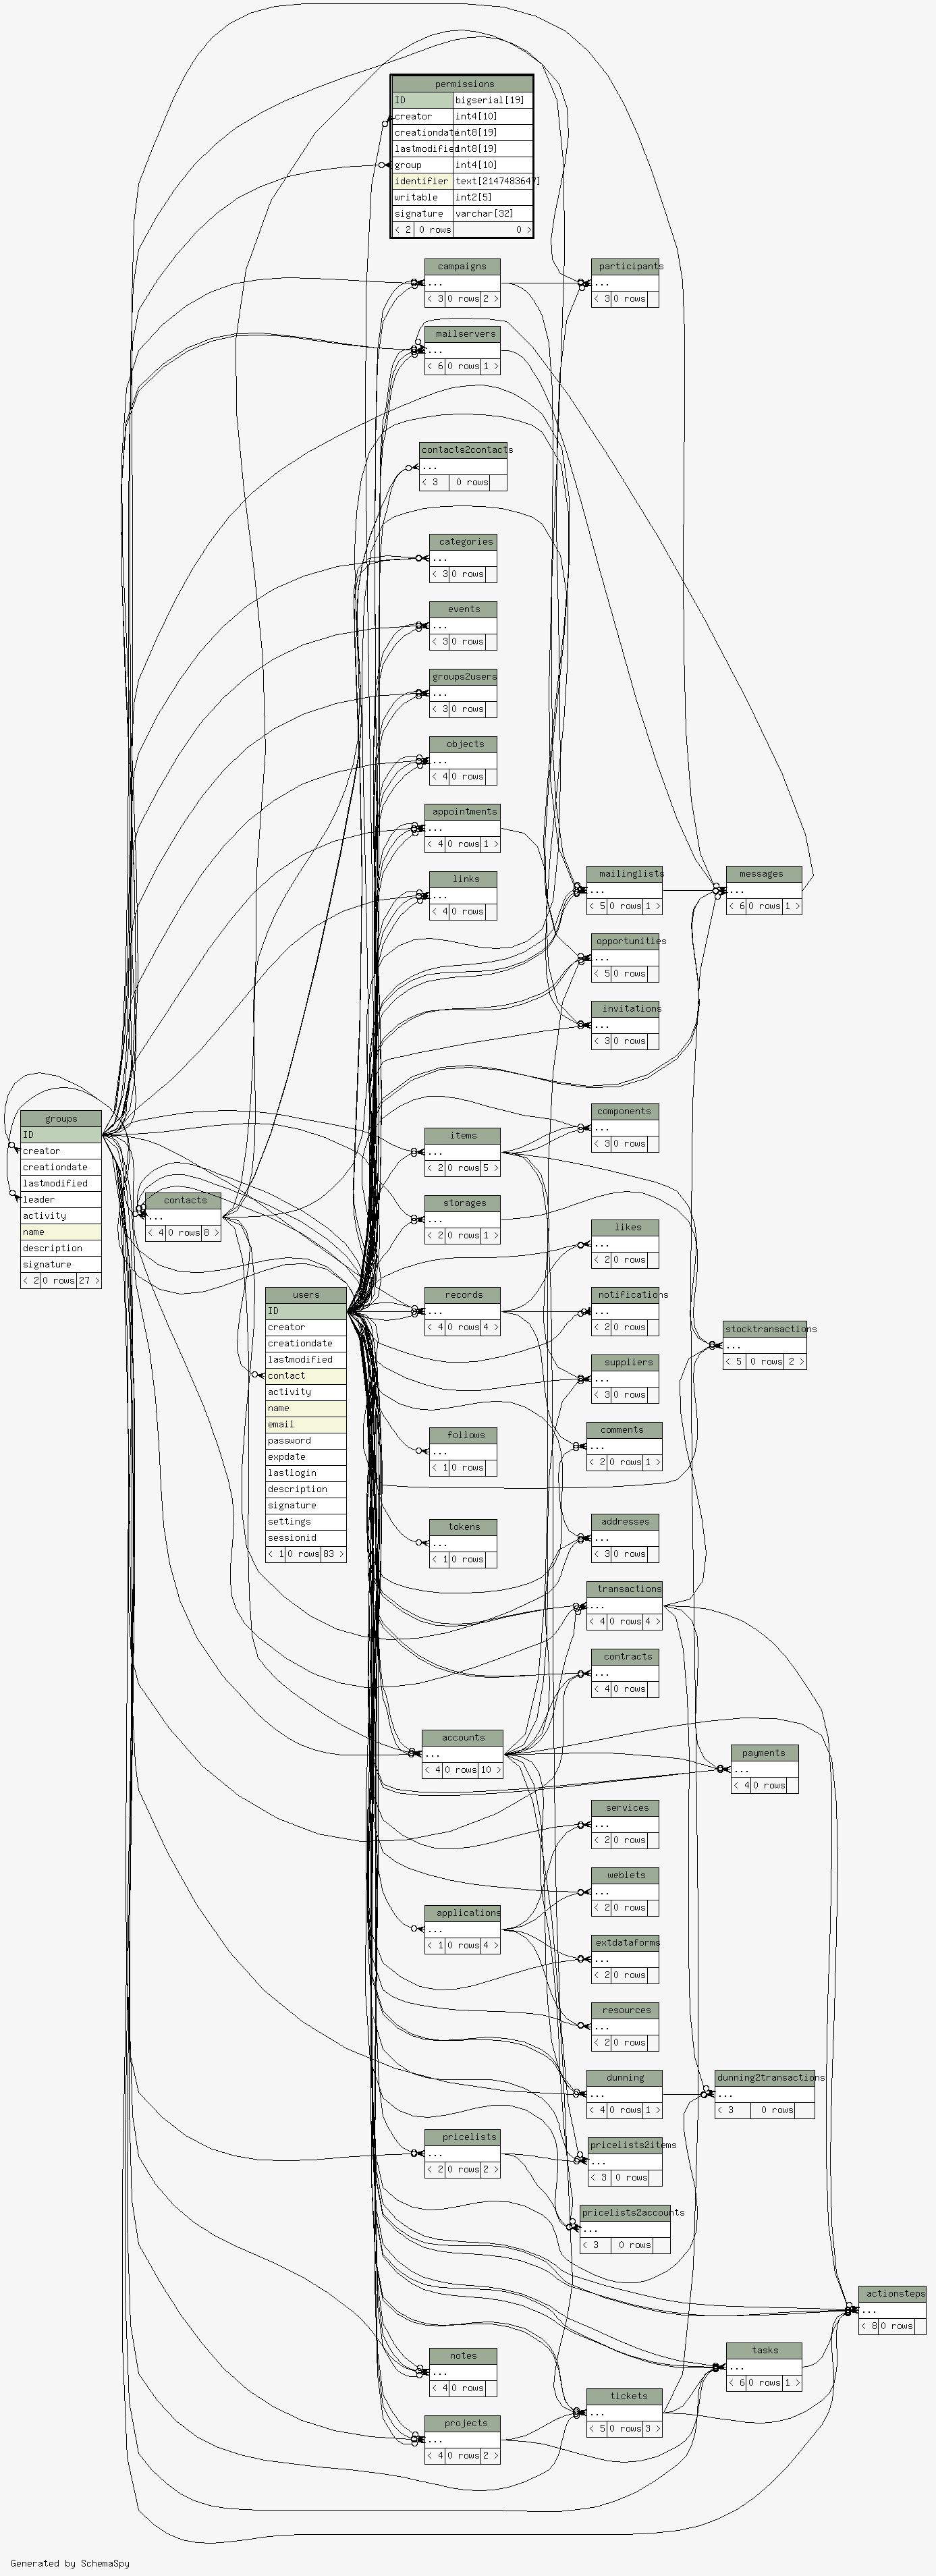 permissions
ID bigserial[19]
creator int4[10]
creationdate int8[19]
lastmodified int8[19]
group int4[10]
identifier text[2147483647]
writable int2[5]
signature varchar[32]
< 2 0 rows 0 >
campaigns
...
< 3 0 rows 2 >
participants
...
< 3 0 rows
mailservers
...
< 6 0 rows 1 >
contacts2contacts
...
< 3 0 rows
categories
...
< 3 0 rows
events
...
< 3 0 rows
groups2users
...
< 3 0 rows
objects
...
< 4 0 rows
appointments
...
< 4 0 rows 1 >
links
...
< 4 0 rows
mailinglists
...
< 5 0 rows 1 >
messages
...
< 6 0 rows 1 >
opportunities
...
< 5 0 rows
invitations
...
< 3 0 rows
groups
ID
creator
creationdate
lastmodified
leader
activity
name
description
signature
< 2 0 rows 27 >
contacts
...
< 4 0 rows 8 >
components
...
< 3 0 rows
items
...
< 2 0 rows 5 >
storages
...
< 2 0 rows 1 >
likes
...
< 2 0 rows
users
ID
creator
creationdate
lastmodified
contact
activity
name
email
password
expdate
lastlogin
description
signature
settings
sessionid
< 1 0 rows 83 >
records
...
< 4 0 rows 4 >
notifications
...
< 2 0 rows
stocktransactions
...
< 5 0 rows 2 >
suppliers
...
< 3 0 rows
follows
...
< 1 0 rows
comments
...
< 2 0 rows 1 >
tokens
...
< 1 0 rows
addresses
...
< 3 0 rows
transactions
...
< 4 0 rows 4 >
contracts
...
< 4 0 rows
accounts
...
< 4 0 rows 10 >
payments
...
< 4 0 rows
services
...
< 2 0 rows
weblets
...
< 2 0 rows
applications
...
< 1 0 rows 4 >
extdataforms
...
< 2 0 rows
resources
...
< 2 0 rows
dunning
...
< 4 0 rows 1 >
dunning2transactions
...
< 3 0 rows
pricelists
...
< 2 0 rows 2 >
pricelists2items
...
< 3 0 rows
pricelists2accounts
...
< 3 0 rows
actionsteps
...
< 8 0 rows
notes
...
< 4 0 rows
tasks
...
< 6 0 rows 1 >
tickets
...
< 5 0 rows 3 >
projects
...
< 4 0 rows 2 >
Generated by SchemaSpy